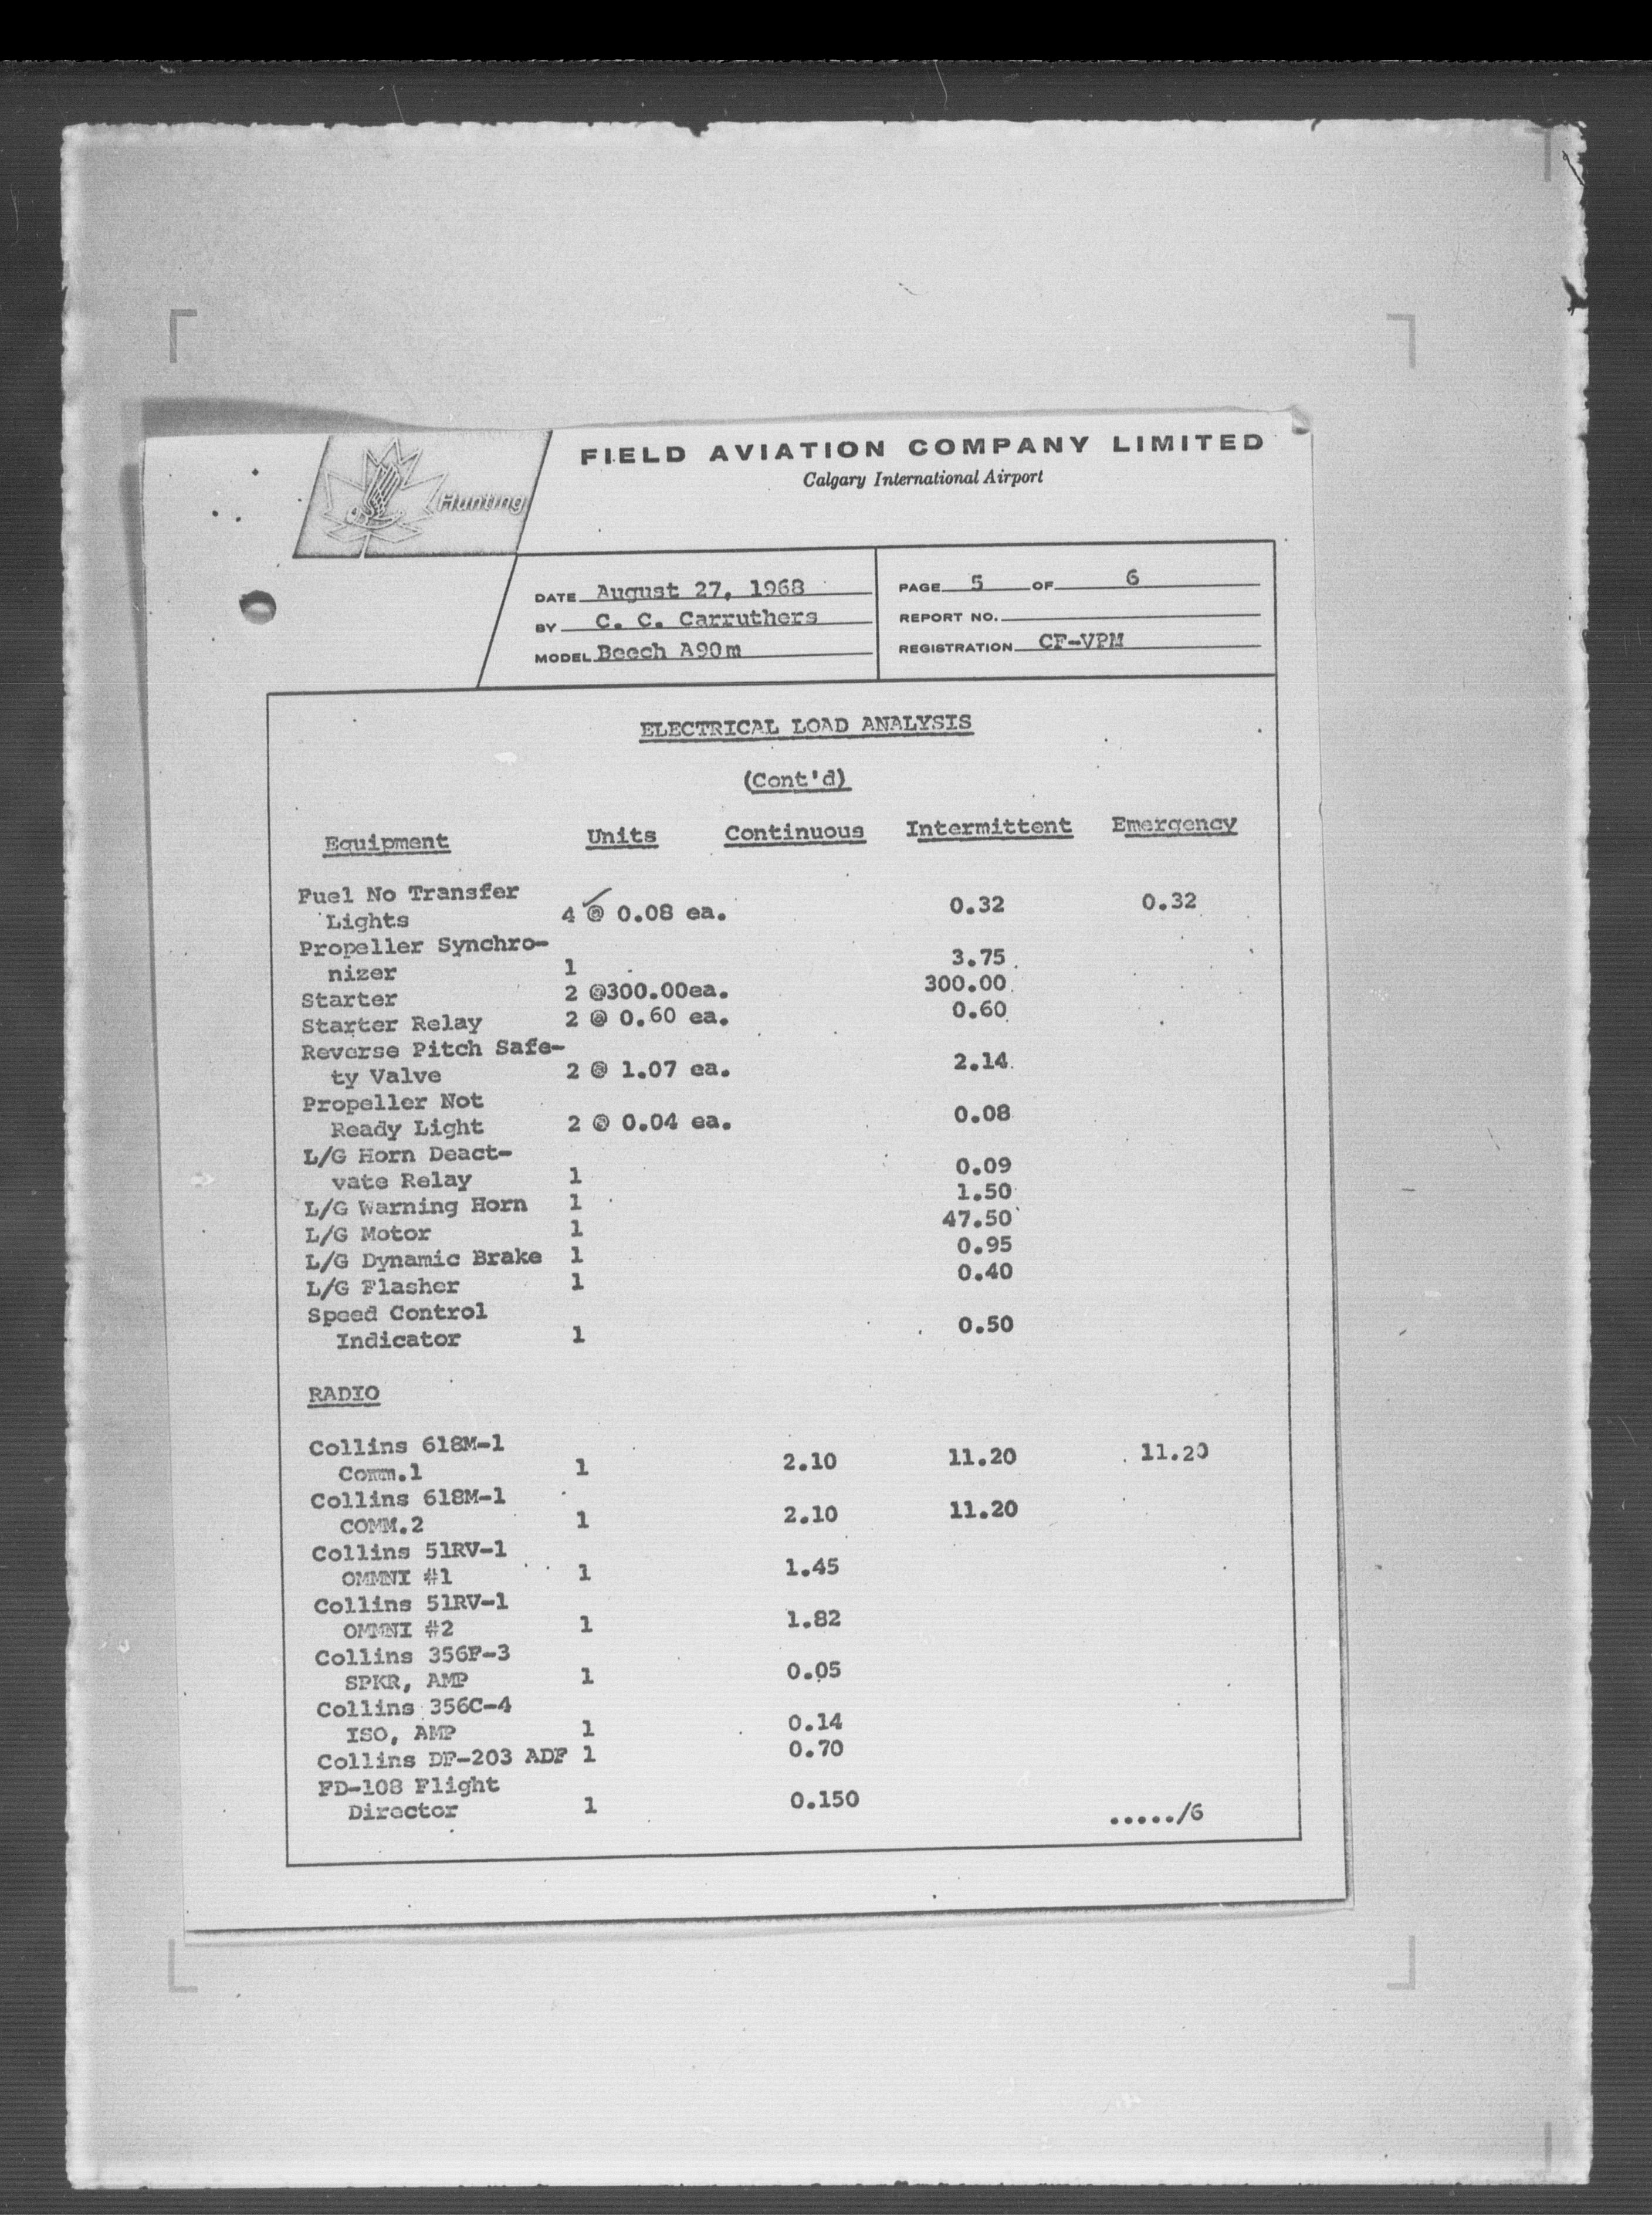 Hunting
FIELD AVIATION COMPANY LIMITED
Calgary International Airport
DATE August 27, 1968
BY C. C. Carruthers
MODEL Beech A90m
PAGE 5 OF 6
REPORT NO.
REGISTRATION CF-VPM
ELECTRICAL LOAD ANALYSIS
(Cont'd)
Equipment Units Continuous Intermittent Emergency
Fuel No Transfer
Lights 4 @ 0.08 ea. 0.32 0.32
Propeller Synchro-
nizer 1 3.75
Starter 2 @300.00ea. 300.00
Starter Relay 2 @ 0.60 ea. 0.60
Reverse Pitch Safe-
ty Valve 2 @ 1.07 ea. 2.14
Propeller Not
Ready Light 2 @ 0.04 ea. 0.08
L/G Horn Deact-
vate Relay 1 0.09
L/G Warning Horn 1 1.50
L/G Motor 1 47.50
L/G Dynamic Brake 1 0.95
L/G Flasher 1 0.40
Speed Control
Indicator 1 0.50
RADIO
Collins 618M-1
Comm.1 1 2.10 11.20 11.20
Collins 618M-1
COMM.2 1 2.10 11.20
Collins 51RV-1
OMMNI #1 1 1.45
Collins 51RV-1
OMMNI #2 1 1.82
Collins 356F-3
SPKR, AMP 1 0.05
Collins 356C-4
ISO, AMP 1 0.14
Collins DF-203 ADF 1 0.70
FD-108 Flight
Director 1 0.150
...../6